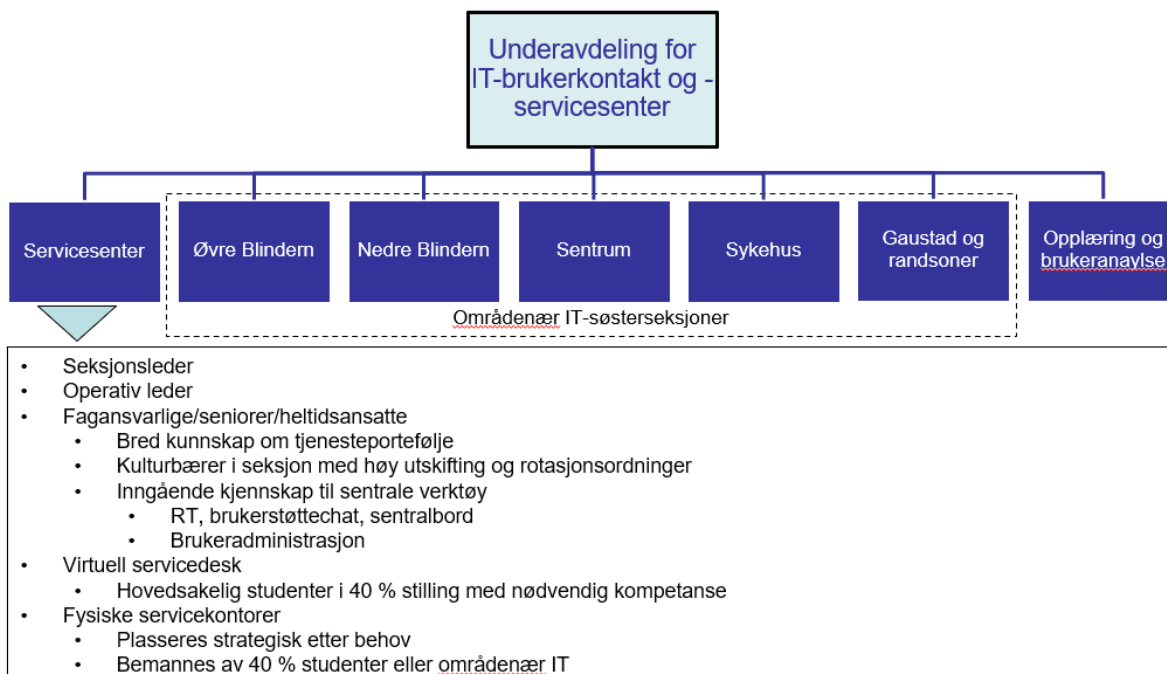 Underavdeling for
IT-brukerkontakt og -
servicesenter
Servicesenter
Øvre Blindern
Nedre Blindern
Sentrum
Sykehus
Gaustad og
randsoner
Opplæring og
brukeranaylse
Områdenær IT-søsterseksjoner
• Seksjonsleder
• Operativ leder
• Fagansvarlige/seniorer/heltidsansatte
• Bred kunnskap om tjenesteportefølje
• Kulturbærer i seksjon med høy utskifting og rotasjonsordninger
• Inngående kjennskap til sentrale verktøy
• RT, brukerstøttechat, sentralbord
• Brukeradministrasjon
• Virtuell servicedesk
• Hovedsakelig studenter i 40 % stilling med nødvendig kompetanse
• Fysiske servicekontorer
• Plasseres strategisk etter behov
• Bemannes av 40 % studenter eller områdenær IT